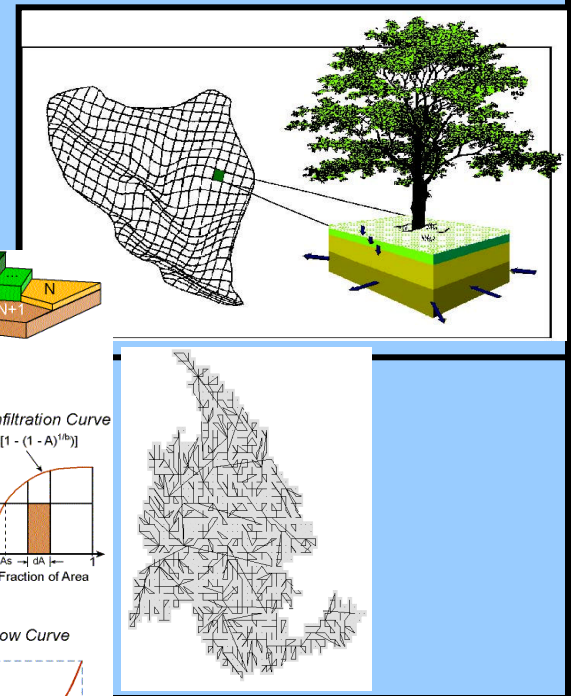 ...
N
N+1
nfiltration Curve
[1 - (1 - A)^{1/b})]
As
dA
1
Fraction of Area
ow Curve